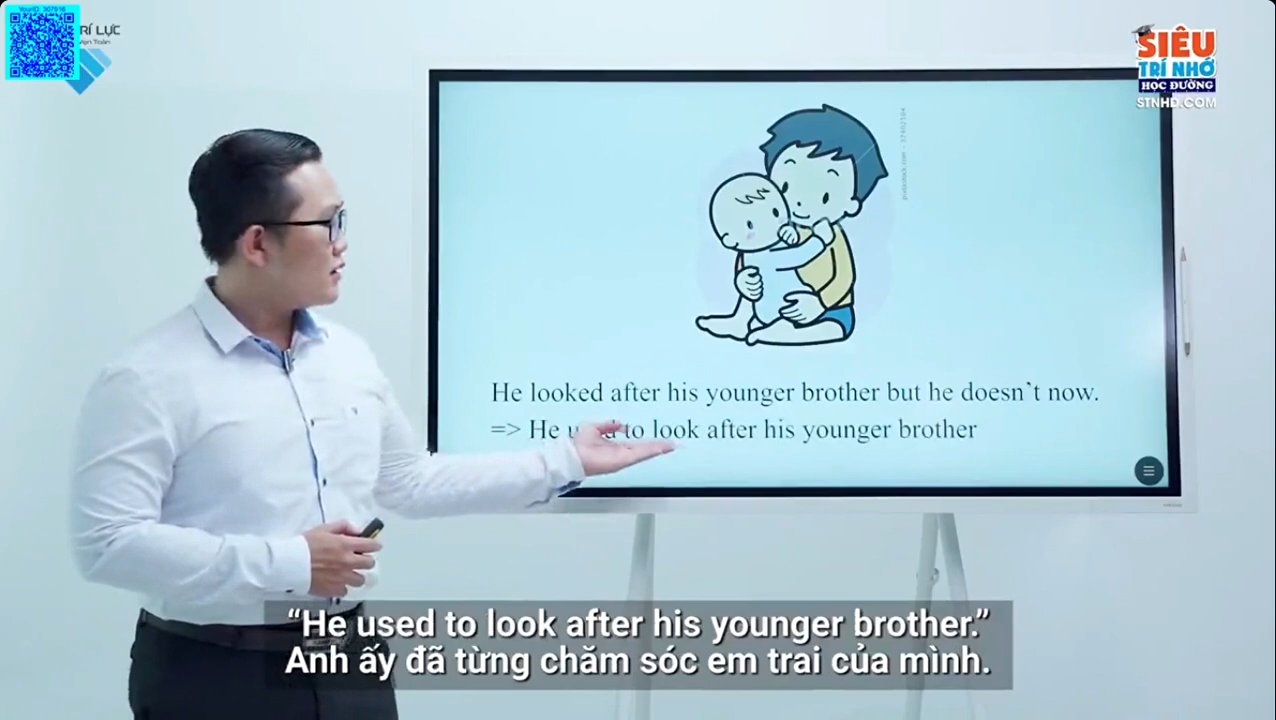 YourID: 307916
RÍ LỰC
SIÊU
TRÍ NHỚ
HỌC ĐƯỜNG
STNHD.COM
He looked after his younger brother but he doesn't now.
=> He used to look after his younger brother
“He used to look after his younger brother.”
Anh ấy đã từng chăm sóc em trai của mình.